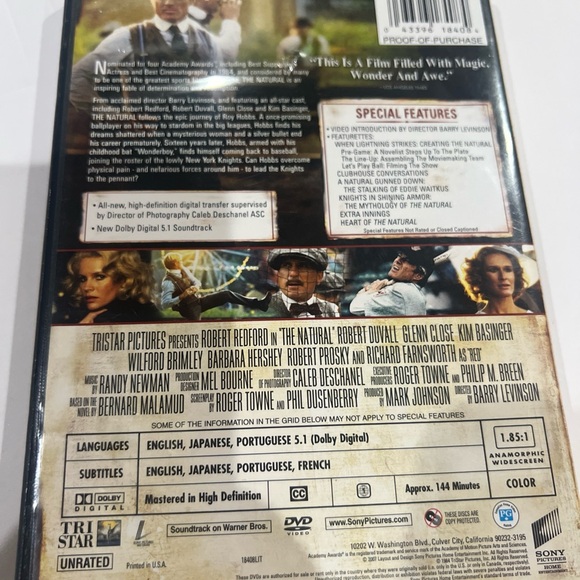 43396 18408
PROOF-OF-PURCHASE
Nominated for four Academy Awards, including Best Supporting
Actress and Best Cinematography in 1984, and considered by many
to be one of the greatest sports THE NATURAL is an
inspiring fable of determination and
From acclaimed director Barry Levinson, and featuring an all-star cast,
including Robert Redford, Robert Duvall, Glenn Close and Kim Basinger,
THE NATURAL follows the epic journey of Roy Hobbs. A once-promising
ballplayer on his way to stardom in the big leagues, Hobbs finds his
dreams shattered when a mysterious woman and a silver bullet end
his career prematurely. Sixteen years later, Hobbs, armed with his
childhood bat "Wonderboy," finds himself coming back to baseball,
joining the roster of the lowly New York Knights. Can Hobbs overcome
physical pain - and nefarious forces around him - to lead the Knights
to the pennant?
• All-new, high-definition digital transfer supervised
by Director of Photography Caleb Deschanel ASC
• New Dolby Digital 5.1 Soundtrack
"This Is A Film Filled With Magic,
Wonder And Awe."
SPECIAL FEATURES
• VIDEO INTRODUCTION BY DIRECTOR BARRY LEVINSON
• FEATURETTES:
WHEN LIGHTNING STRIKES: CREATING THE NATURAL
Pre-Game: A Novelist Steps Up To The Plate
The Line-Up: Assembling The Moviemaking Team
Let's Play Ball: Filming The Show
CLUBHOUSE CONVERSATIONS
A NATURAL GUNNED DOWN:
THE STALKING OF EDDIE WAITKUS
KNIGHTS IN SHINING ARMOR:
THE MYTHOLOGY OF THE NATURAL
EXTRA INNINGS
HEART OF THE NATURAL
Special Features Not Rated or Closed Captioned
TRISTAR PICTURES PRESENTS ROBERT REDFORD IN "THE NATURAL" ROBERT DUVALL GLENN CLOSE KIM BASINGER
WILFORD BRIMLEY BARBARA HERSHEY ROBERT PROSKY AND RICHARD FARNSWORTH AS "RED"
MUSIC BY RANDY NEWMAN PRODUCTION DESIGNER MEL BOURNE DIRECTOR OF PHOTOGRAPHY CALEB DESCHANEL EXECUTIVE PRODUCERS ROGER TOWNE AND PHILIP M. BREEN
BASED ON THE NOVEL BY BERNARD MALAMUD SCREENPLAY BY ROGER TOWNE AND PHIL DUSENBERRY PRODUCED BY MARK JOHNSON DIRECTED BY BARRY LEVINSON
SOME OF THE INFORMATION IN THE GRID BELOW MAY NOT APPLY TO SPECIAL FEATURES
LANGUAGES ENGLISH, JAPANESE, PORTUGUESE 5.1 (Dolby Digital)
SUBTITLES ENGLISH, JAPANESE, PORTUGUESE, FRENCH
1.85:1
ANAMORPHIC
WIDESCREEN
DOLBY
DIGITAL
Mastered in High Definition
CC
Approx. 144 Minutes
COLOR
TRI
STAR
UNRATED
Soundtrack on Warner Bros.
Printed in U.S.A.
18408LIT
DVD
VIDEO
www.SonyPictures.com
THESE DISCS ARE
COPY PROTECTED.
PG
SONY
PICTURES
HOME
ENTERTAINMENT
10202 W. Washington Blvd., Culver City, California 90232-3195